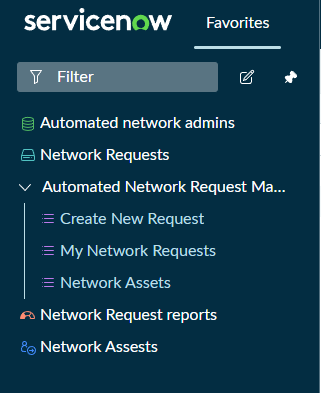 servicenow
Favorites
Filter
Automated network admins
Network Requests
Automated Network Request Ma...
Create New Request
My Network Requests
Network Assets
Network Request reports
Network Assests